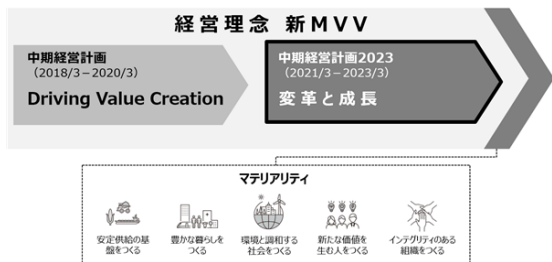 経営理念 新MVV
中期経営計画
（2018/3－2020/3）
Driving Value Creation
中期経営計画2023
（2021/3－2023/3）
変革と成長
マテリアリティ
安定供給の基
盤をつくる
豊かな暮らしを
つくる
環境と調和する
社会をつくる
新たな価値を
生む人をつくる
インテグリティのある
組織をつくる